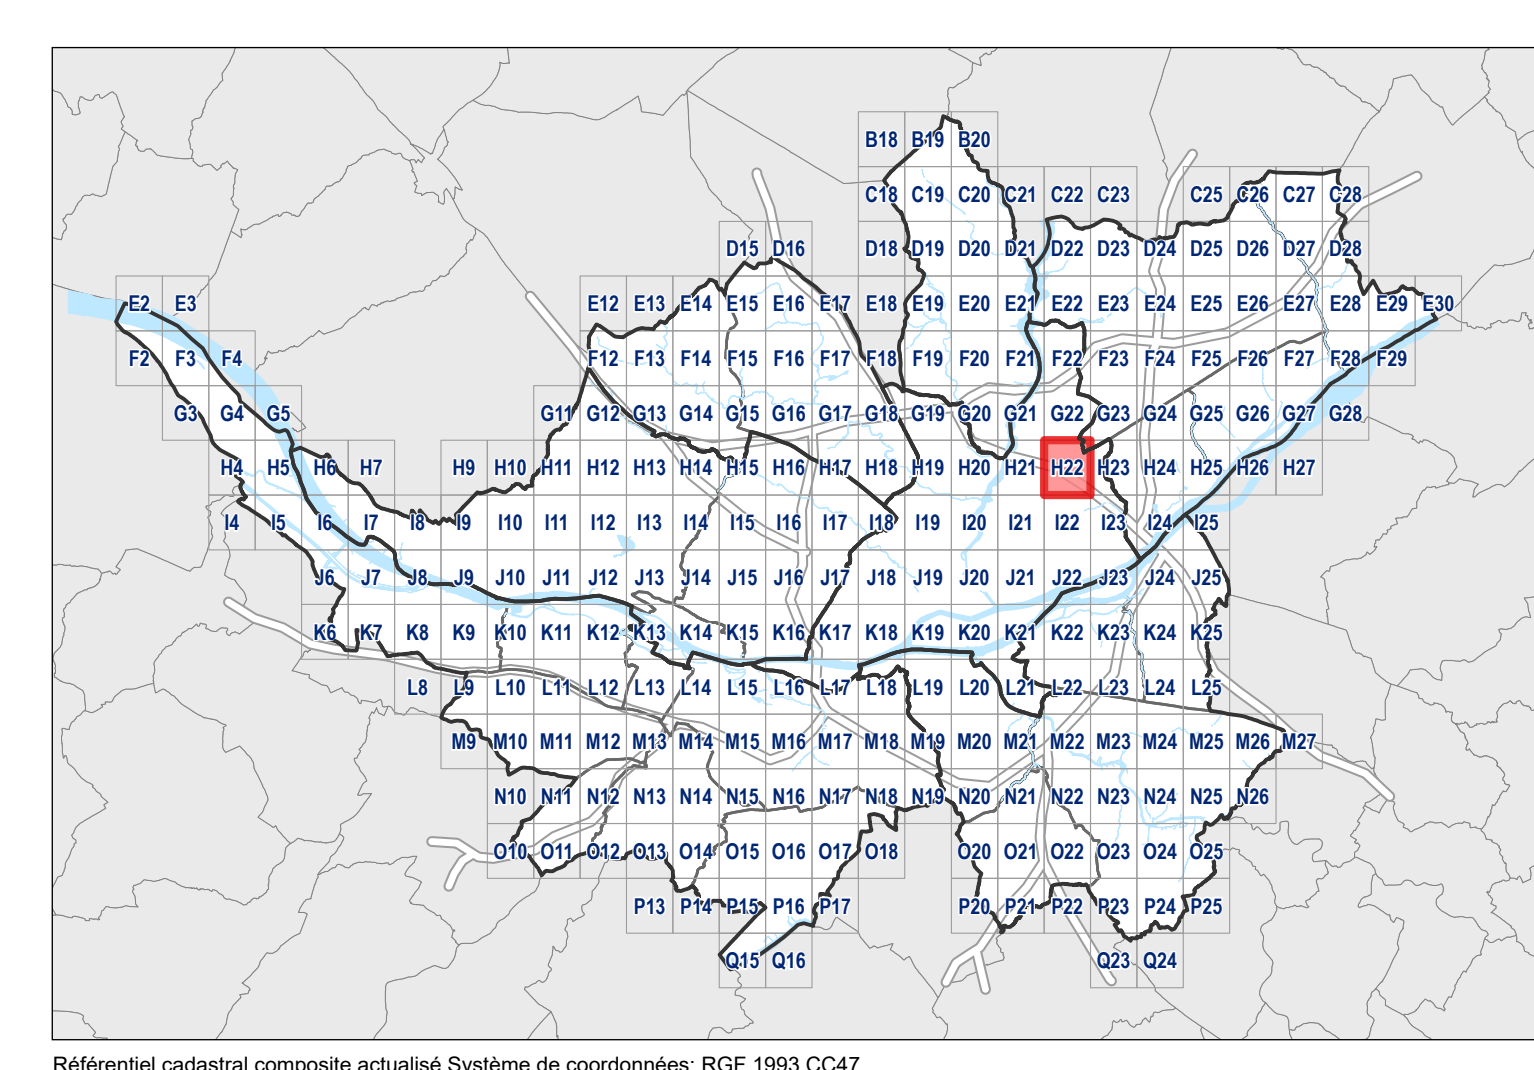 B18 B19 B20
C18 C19 C20 C21 C22 C23 C25 C26 C27 C28
D15 D16 D18 D19 D20 D21 D22 D23 D24 D25 D26 D27 D28
E2 E3 E12 E13 E14 E15 E16 E17 E18 E19 E20 E21 E22 E23 E24 E25 E26 E27 E28 E29 E30
F2 F3 F4 F12 F13 F14 F15 F16 F17 F18 F19 F20 F21 F22 F23 F24 F25 F26 F27 F28 F29
G3 G4 G5 G11 G12 G13 G14 G15 G16 G17 G18 G19 G20 G21 G22 G23 G24 G25 G26 G27 G28
H4 H5 H6 H7 H9 H10 H11 H12 H13 H14 H15 H16 H17 H18 H19 H20 H21 H22 H23 H24 H25 H26 H27
I4 I5 I6 I7 I8 I9 I10 I11 I12 I13 I14 I15 I16 I17 I18 I19 I20 I21 I22 I23 I24 I25
J6 J7 J8 J9 J10 J11 J12 J13 J14 J15 J16 J17 J18 J19 J20 J21 J22 J23 J24 J25
K6 K7 K8 K9 K10 K11 K12 K13 K14 K15 K16 K17 K18 K19 K20 K21 K22 K23 K24 K25
L8 L9 L10 L11 L12 L13 L14 L15 L16 L17 L18 L19 L20 L21 L22 L23 L24 L25
M9 M10 M11 M12 M13 M14 M15 M16 M17 M18 M19 M20 M21 M22 M23 M24 M25 M26 M27
N10 N11 N12 N13 N14 N15 N16 N17 N18 N19 N20 N21 N22 N23 N24 N25 N26
O10 O11 O12 O13 O14 O15 O16 O17 O18 O20 O21 O22 O23 O24 O25
P13 P14 P15 P16 P17 P20 P21 P22 P23 P24 P25
Q15 Q16 Q23 Q24
Référentiel cadastral composite actualisé Système de coordonnées: RGF 1993 CC47